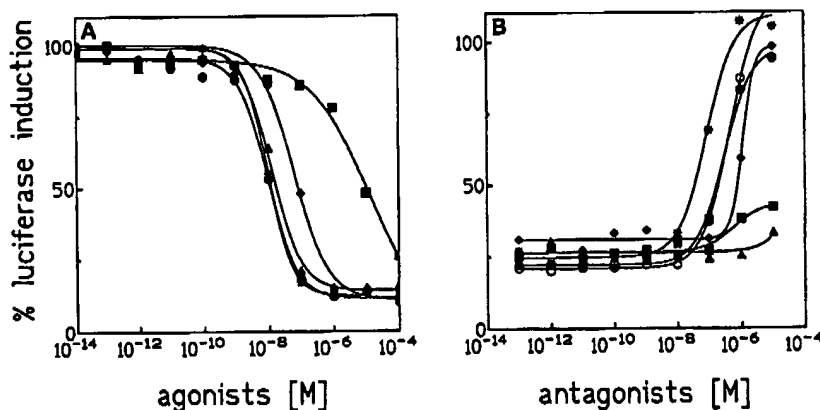 A
B
% luciferase induction
100
50
0
100
50
0
10⁻¹⁴ 10⁻¹² 10⁻¹⁰ 10⁻⁸ 10⁻⁶ 10⁻⁴
10⁻¹⁴ 10⁻¹² 10⁻¹⁰ 10⁻⁸ 10⁻⁶ 10⁻⁴
agonists [M]
antagonists [M]